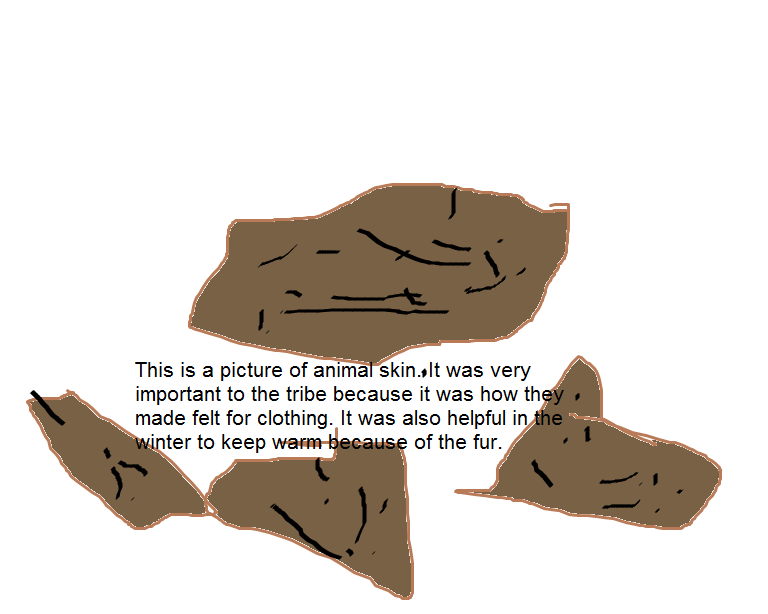 This is a picture of animal skin. It was very
important to the tribe because it was how they
made felt for clothing. It was also helpful in the
winter to keep warm because of the fur.